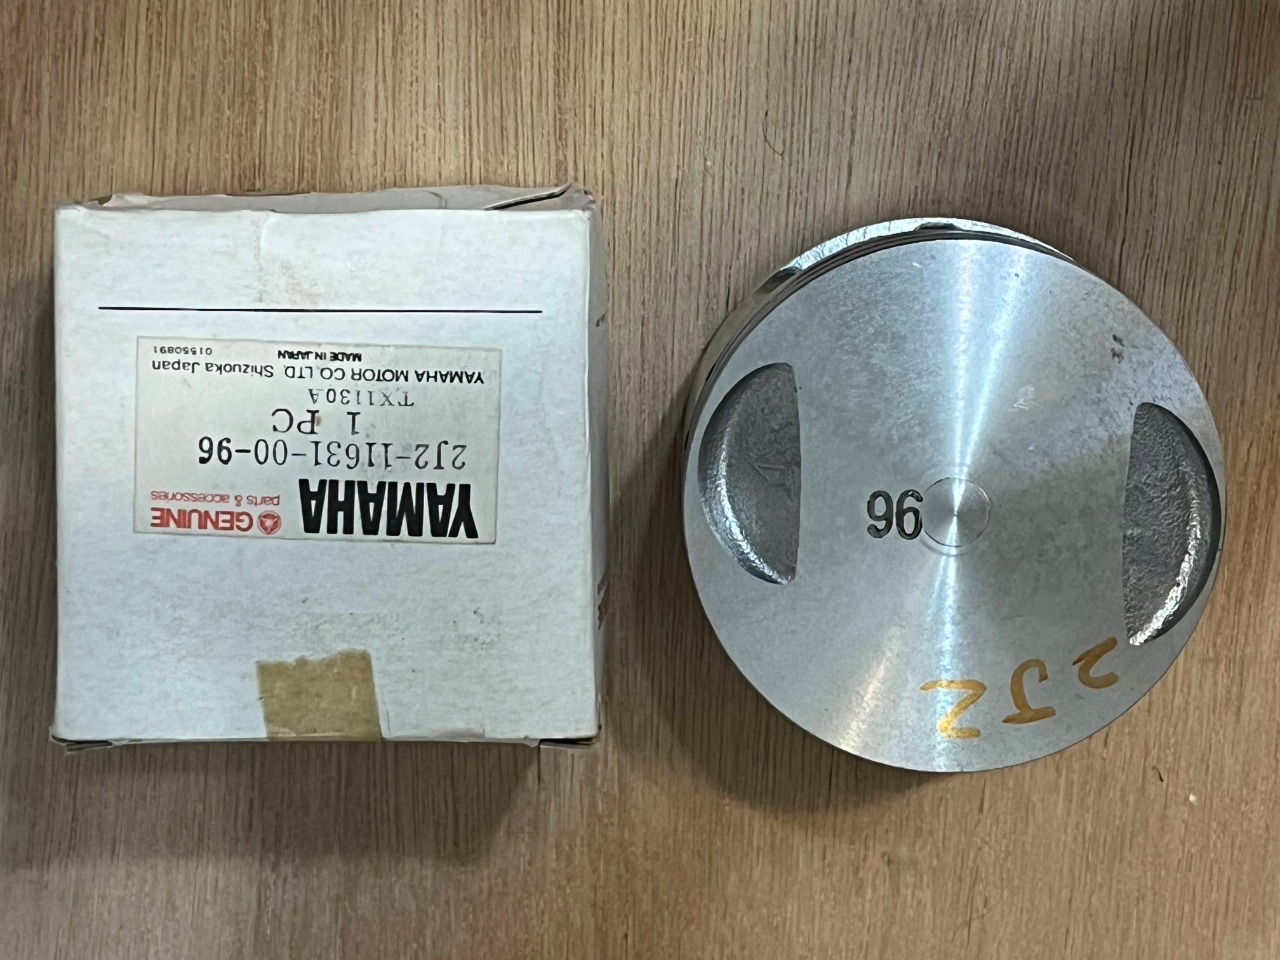 YAMAHA GENUINE
parts & accessories
2J2-11631-00-96
1 PC
TX1130A
YAMAHA MOTOR CO.,LTD. Shizuoka Japan
MADE IN JAPAN 01550891
96
2J2